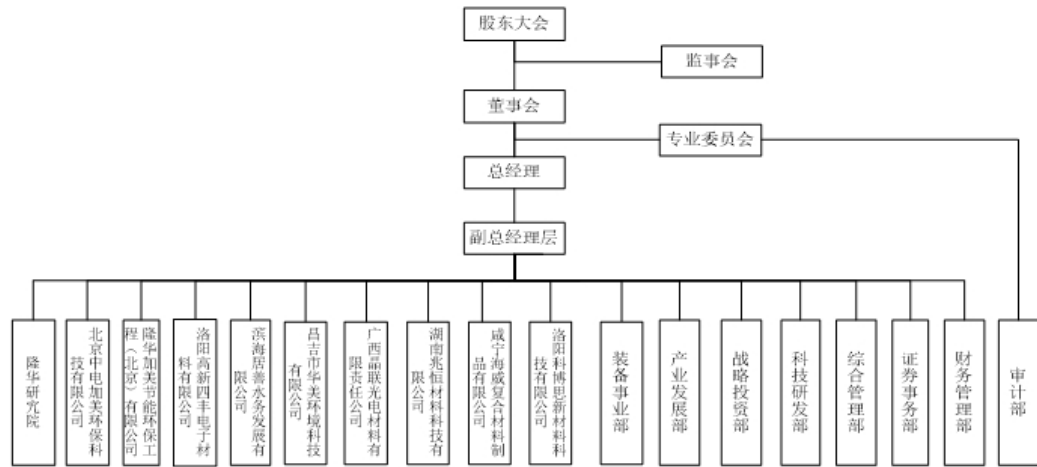 股东大会
监事会
董事会
专业委员会
总经理
副总经理层
隆华研究院
北京中电加美环保科
技有限公司
隆华加美节能环保工
程（北京）有限公司
洛阳高新四丰电子材
料有限公司
滨海居善水务发展有
限公司
昌吉市华美环境科技
有限公司
广西晶联光电材料有
限责任公司
湖南兆恒材料科技有
限公司
咸宁海威复合材料制
品有限公司
洛阳科博思新材料科
技有限公司
装备事业部
产业发展部
战略投资部
科技研发部
综合管理部
证券事务部
财务管理部
审计部